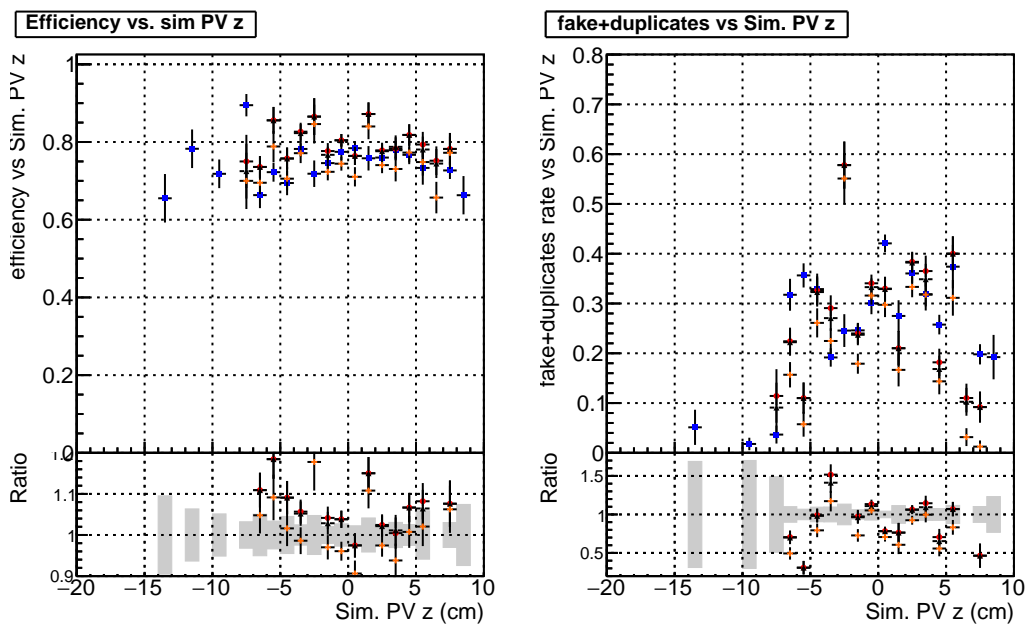 Efficiency vs. sim PV z
efficiency vs Sim. PV z
1
0.8
0.6
0.4
0.2
0
Ratio
1.1
1
0.9
−20 −15 −10 −5 0 5 10
Sim. PV z (cm)
fake+duplicates vs Sim. PV z
fake+duplicates rate vs Sim. PV z
0.8
0.7
0.6
0.5
0.4
0.3
0.2
0.1
0
Ratio
1.5
1
0.5
−20 −15 −10 −5 0 5 10
Sim. PV z (cm)